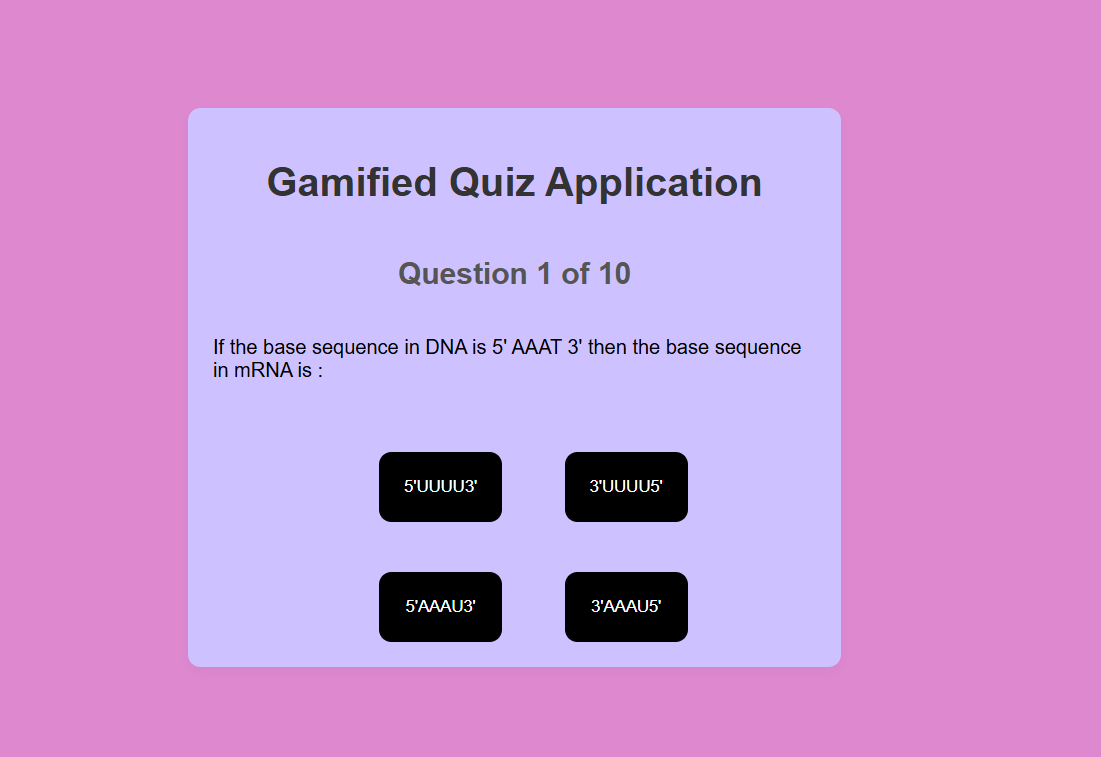 Gamified Quiz Application
Question 1 of 10
If the base sequence in DNA is 5' AAAT 3' then the base sequence
in mRNA is :
5'UUUU3'
3'UUUU5'
5'AAAU3'
3'AAAU5'